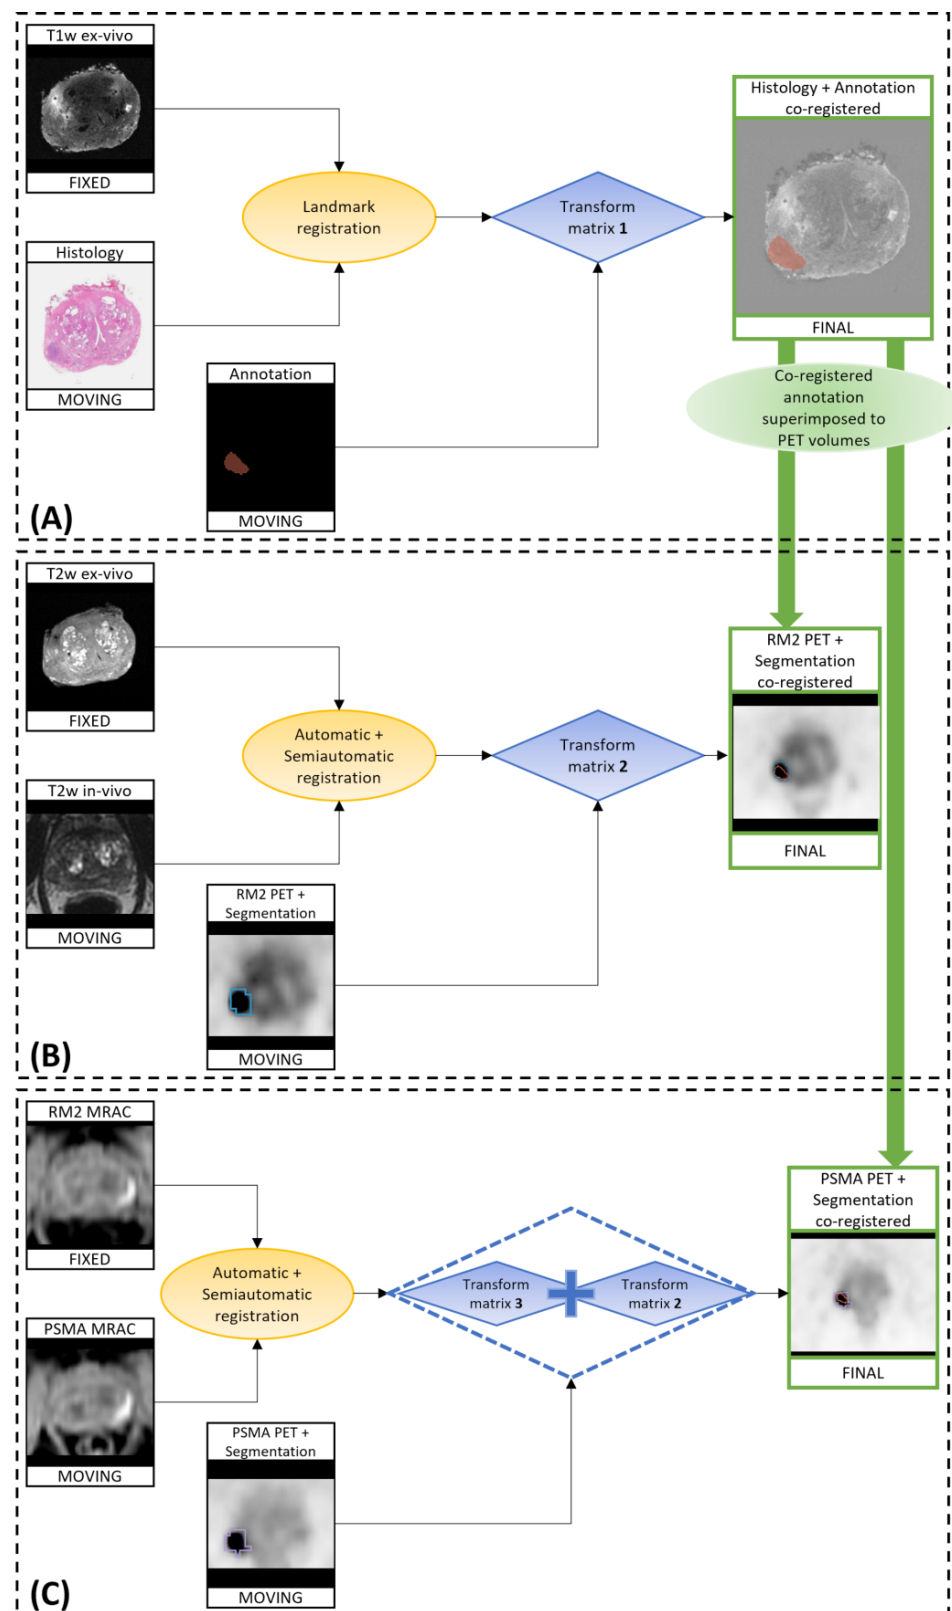 T1w ex-vivo
FIXED
Histology
MOVING
Landmark
registration
Transform
matrix 1
Annotation
MOVING
Histology + Annotation
co-registered
FINAL
Co-registered
annotation
superimposed to
PET volumes
(A)
T2w ex-vivo
FIXED
T2w in-vivo
MOVING
Automatic +
Semiautomatic
registration
Transform
matrix 2
RM2 PET +
Segmentation
MOVING
RM2 PET +
Segmentation
co-registered
FINAL
(B)
RM2 MRAC
FIXED
PSMA MRAC
MOVING
Automatic +
Semiautomatic
registration
Transform
matrix 3
Transform
matrix 2
PSMA PET +
Segmentation
MOVING
PSMA PET +
Segmentation
co-registered
FINAL
(C)